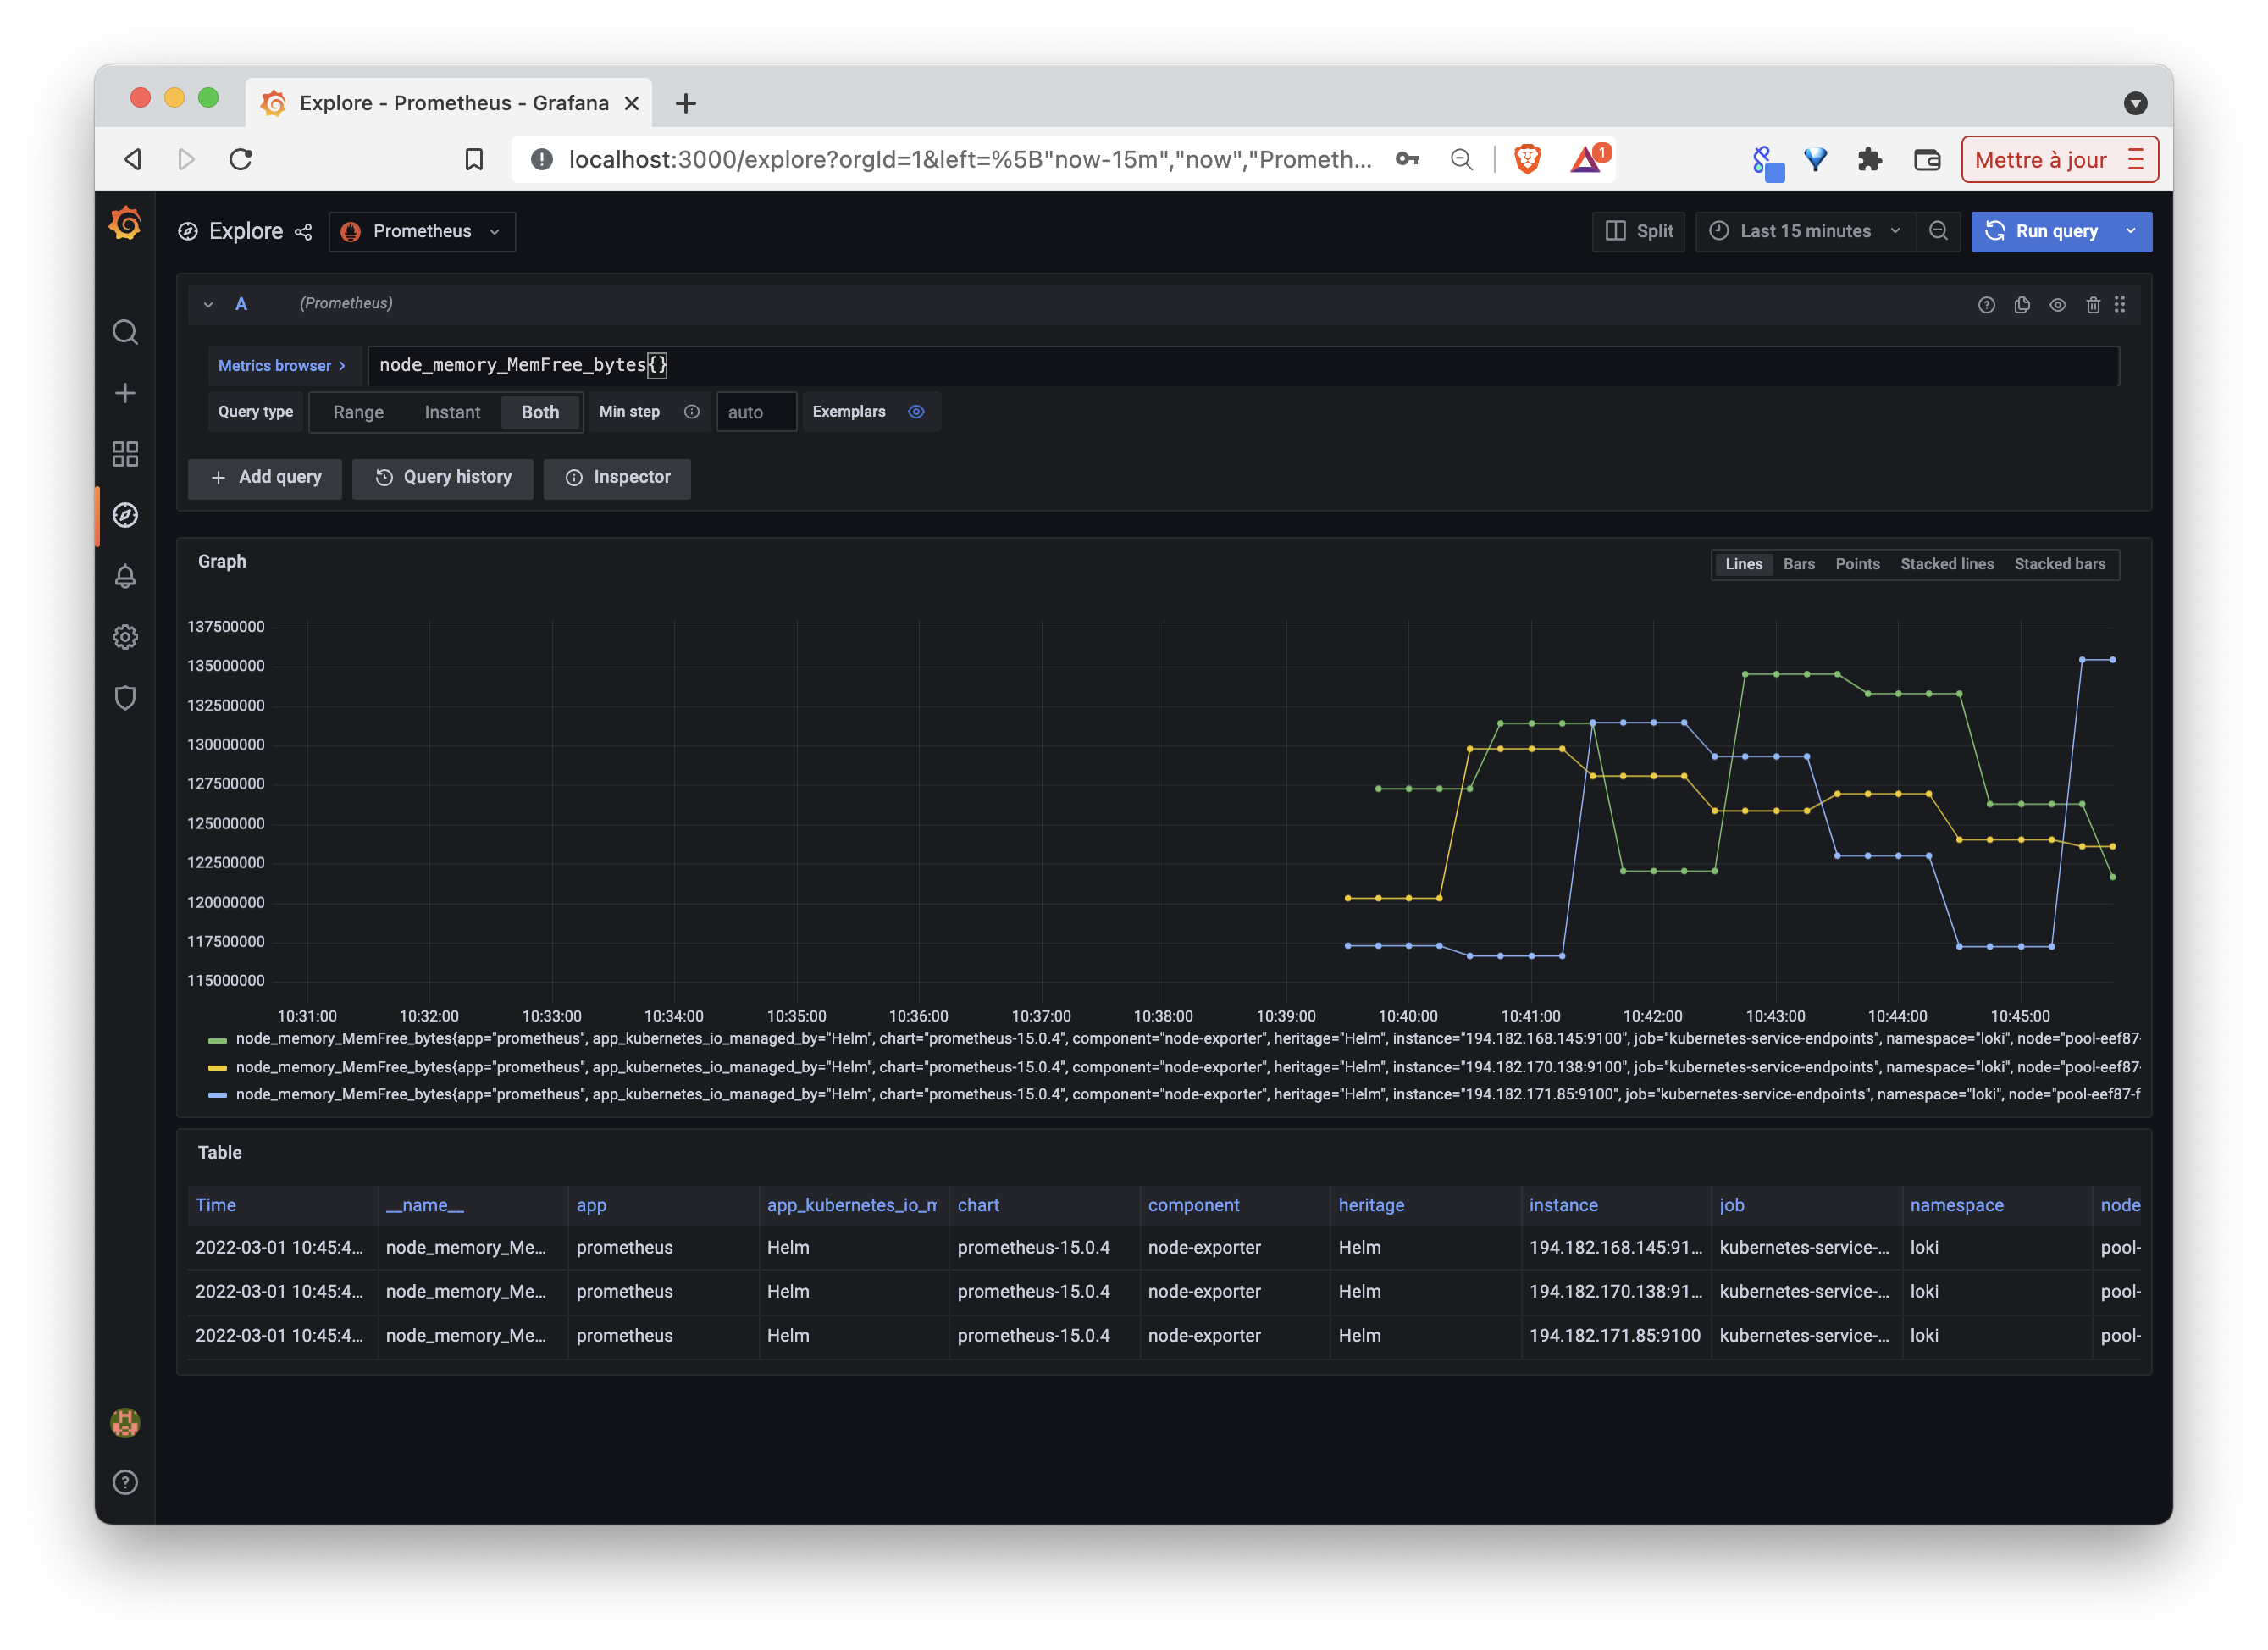 Explore - Prometheus - Grafana
localhost:3000/explore?orgId=1&left=%5B"now-15m","now","Prometh...
1
Mettre à jour
Explore
Prometheus
Split
Last 15 minutes
Run query
A
(Prometheus)
Metrics browser
node_memory_MemFree_bytes{}
Query type
Range
Instant
Both
Min step
auto
Exemplars
Add query
Query history
Inspector
Graph
Lines
Bars
Points
Stacked lines
Stacked bars
137500000
135000000
132500000
130000000
127500000
125000000
122500000
120000000
117500000
115000000
10:31:00 10:32:00 10:33:00 10:34:00 10:35:00 10:36:00 10:37:00 10:38:00 10:39:00 10:40:00 10:41:00 10:42:00 10:43:00 10:44:00 10:45:00
node_memory_MemFree_bytes{app="prometheus", app_kubernetes_io_managed_by="Helm", chart="prometheus-15.0.4", component="node-exporter", heritage="Helm", instance="194.182.168.145:9100", job="kubernetes-service-endpoints", namespace="loki", node="pool-eef87-
node_memory_MemFree_bytes{app="prometheus", app_kubernetes_io_managed_by="Helm", chart="prometheus-15.0.4", component="node-exporter", heritage="Helm", instance="194.182.170.138:9100", job="kubernetes-service-endpoints", namespace="loki", node="pool-eef87-
node_memory_MemFree_bytes{app="prometheus", app_kubernetes_io_managed_by="Helm", chart="prometheus-15.0.4", component="node-exporter", heritage="Helm", instance="194.182.171.85:9100", job="kubernetes-service-endpoints", namespace="loki", node="pool-eef87-f
Table
Time __name__ app app_kubernetes_io_m chart component heritage instance job namespace node
2022-03-01 10:45:4... node_memory_Me... prometheus Helm prometheus-15.0.4 node-exporter Helm 194.182.168.145:91... kubernetes-service-... loki pool-
2022-03-01 10:45:4... node_memory_Me... prometheus Helm prometheus-15.0.4 node-exporter Helm 194.182.170.138:91... kubernetes-service-... loki pool-
2022-03-01 10:45:4... node_memory_Me... prometheus Helm prometheus-15.0.4 node-exporter Helm 194.182.171.85:9100 kubernetes-service-... loki pool-